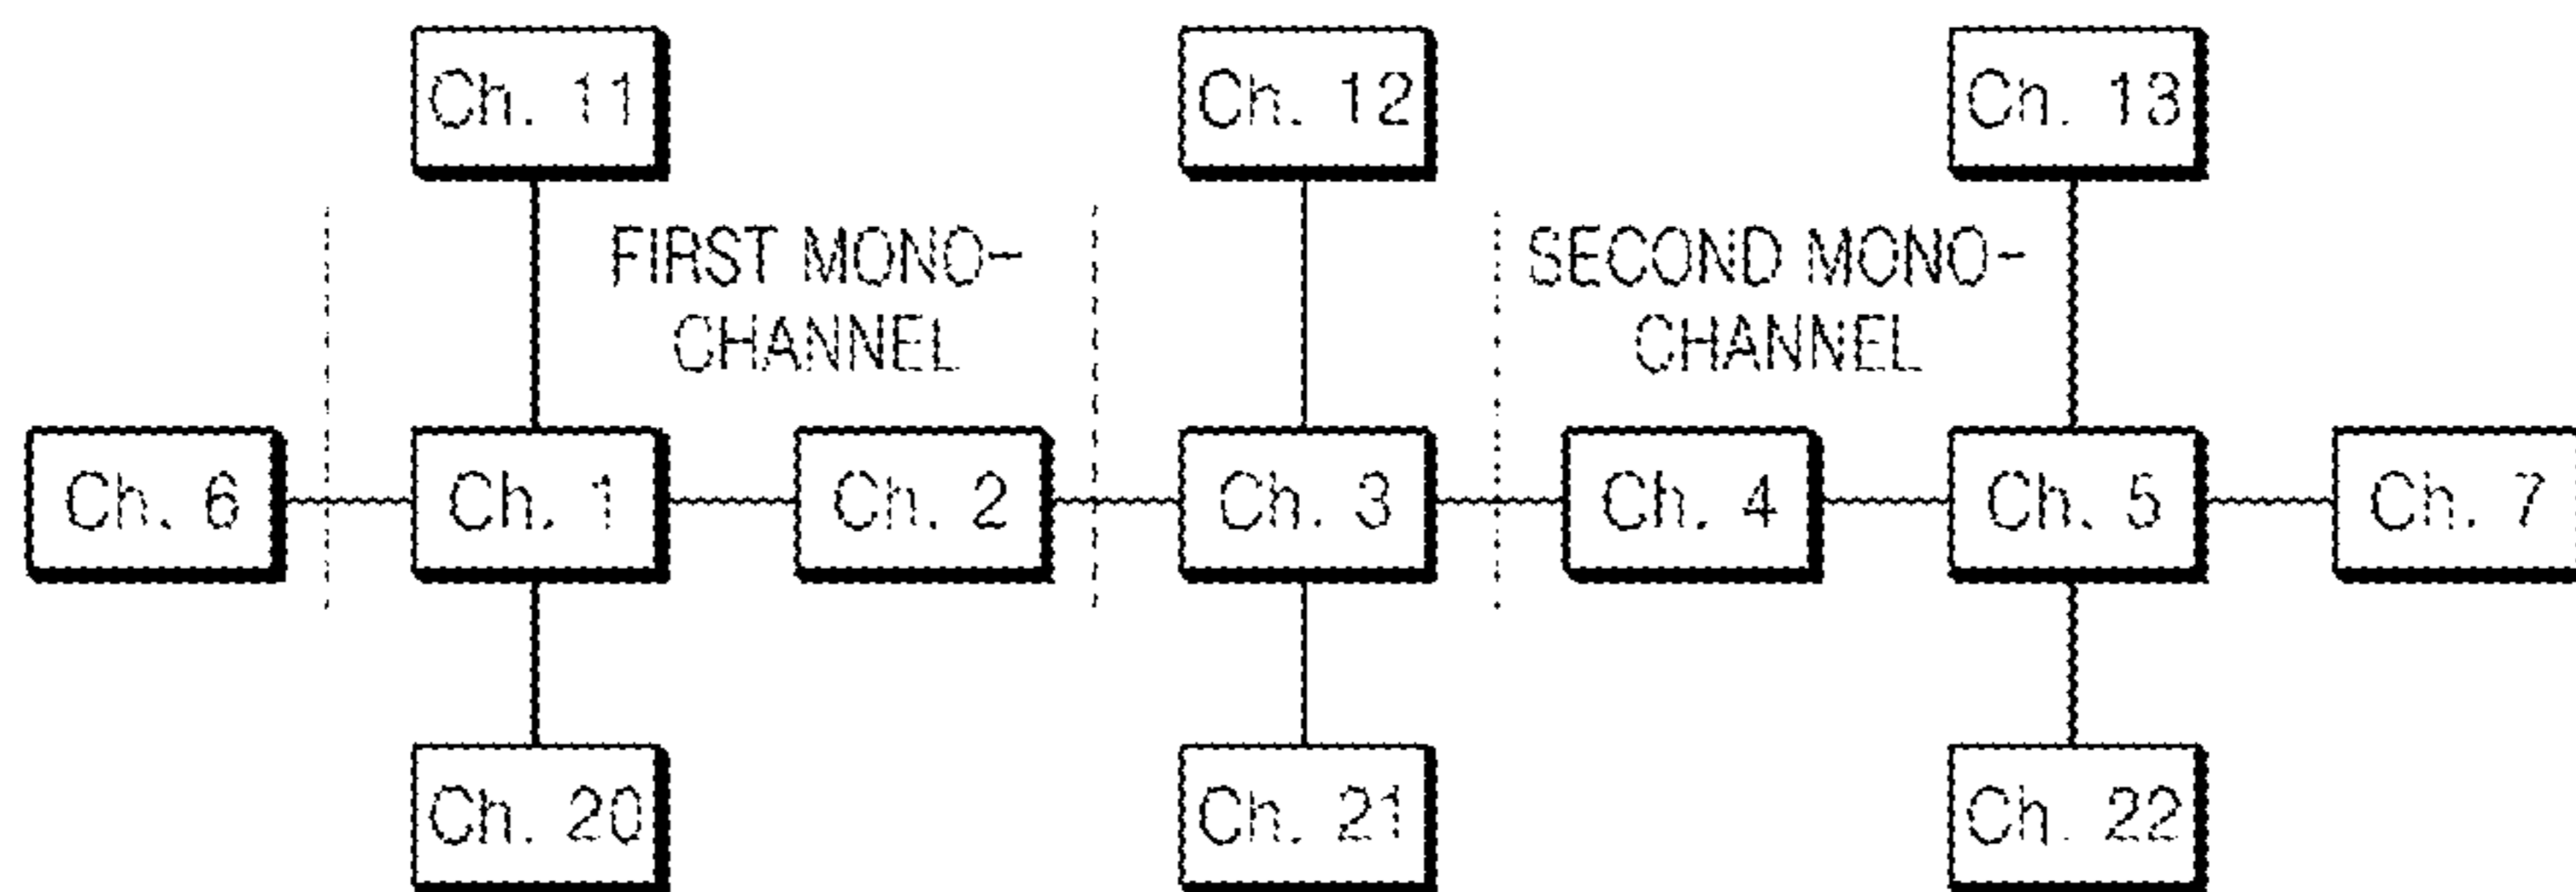 Ch. 11
Ch. 12
Ch. 13
FIRST MONO-
CHANNEL
SECOND MONO-
CHANNEL
Ch. 6
Ch. 1
Ch. 2
Ch. 3
Ch. 4
Ch. 5
Ch. 7
Ch. 20
Ch. 21
Ch. 22